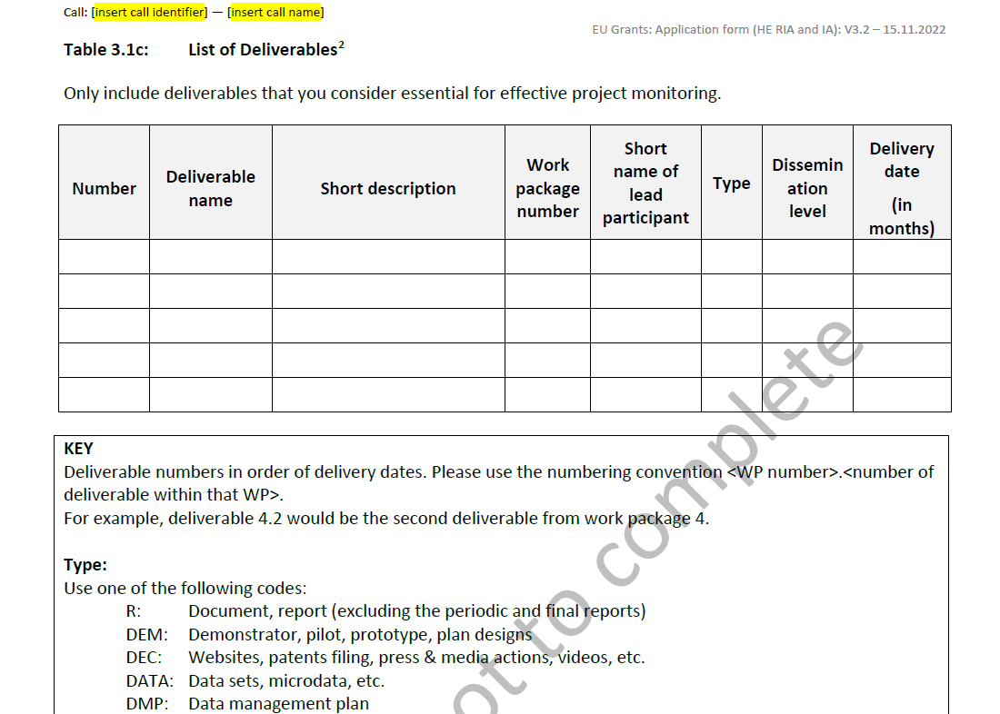 Call: [insert call identifier] — [insert call name]
EU Grants: Application form (HE RIA and IA): V3.2 – 15.11.2022
Table 3.1c: List of Deliverables2
Only include deliverables that you consider essential for effective project monitoring.
Number
Deliverable
name
Short description
Work
package
number
Short
name of
lead
participant
Type
Dissemin
ation
level
Delivery
date
(in
months)
KEY
Deliverable numbers in order of delivery dates. Please use the numbering convention <WP number>.<number of
deliverable within that WP>.
For example, deliverable 4.2 would be the second deliverable from work package 4.
Type:
Use one of the following codes:
R: Document, report (excluding the periodic and final reports)
DEM: Demonstrator, pilot, prototype, plan designs
DEC: Websites, patents filing, press & media actions, videos, etc.
DATA: Data sets, microdata, etc.
DMP: Data management plan
ot to complete